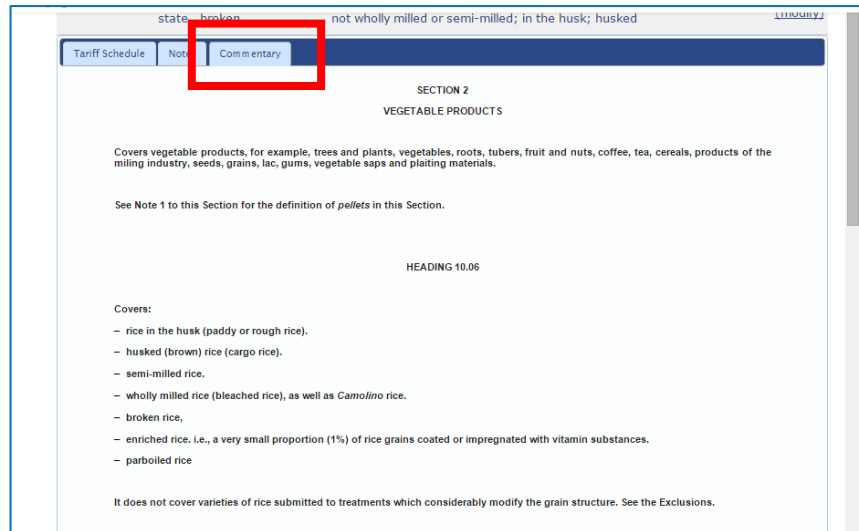 state broken not wholly milled or semi-milled; in the husk; husked (modify)
Tariff Schedule Note Commentary
SECTION 2
VEGETABLE PRODUCTS
Covers vegetable products, for example, trees and plants, vegetables, roots, tubers, fruit and nuts, coffee, tea, cereals, products of the
miling industry, seeds, grains, lac, gums, vegetable saps and plaiting materials.
See Note 1 to this Section for the definition of pellets in this Section.
HEADING 10.06
Covers:
– rice in the husk (paddy or rough rice).
– husked (brown) rice (cargo rice).
– semi-milled rice.
– wholly milled rice (bleached rice), as well as Camolino rice.
– broken rice,
– enriched rice. i.e., a very small proportion (1%) of rice grains coated or impregnated with vitamin substances.
– parboiled rice
It does not cover varieties of rice submitted to treatments which considerably modify the grain structure. See the Exclusions.